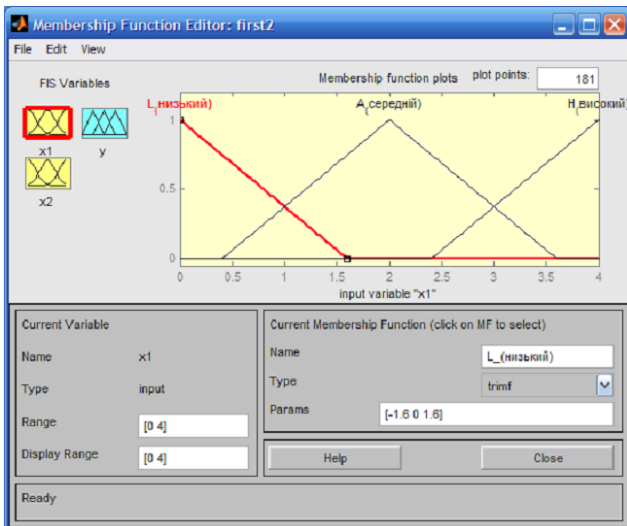 Membership Function Editor: first2
File Edit View
FIS Variables
Membership function plots plot points: 181
L(низький) A(середній) H(високий)
x1 y
x2
1
0.5
0
0 0.5 1 1.5 2 2.5 3 3.5 4
input variable "x1"
Current Variable
Name x1
Type input
Range [0 4]
Display Range [0 4]
Current Membership Function (click on MF to select)
Name L_(низький)
Type trimf
Params [-1.6 0 1.6]
Help Close
Ready